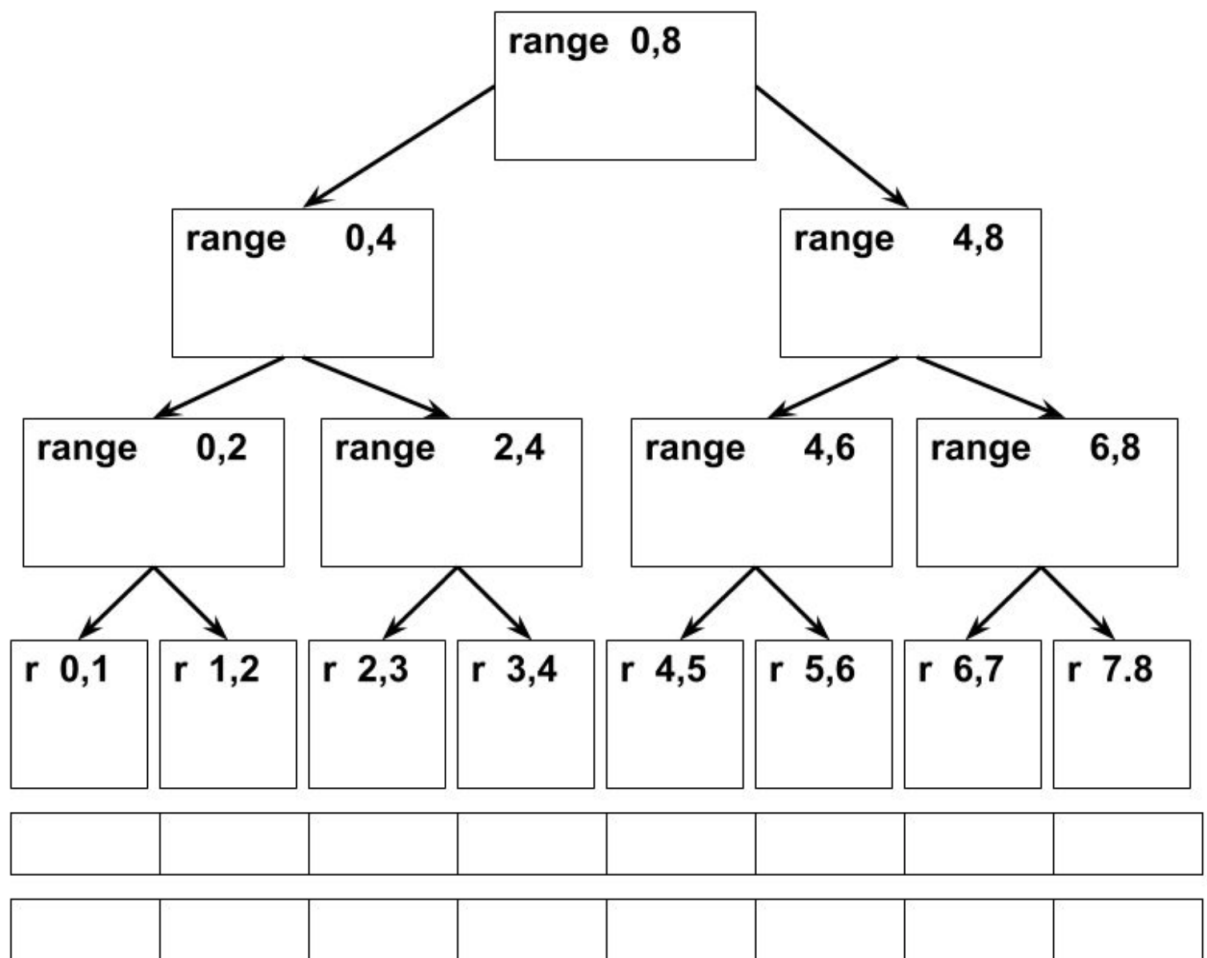 range 0,8
range 0,4
range 4,8
range 0,2
range 2,4
range 4,6
range 6,8
r 0,1
r 1,2
r 2,3
r 3,4
r 4,5
r 5,6
r 6,7
r 7.8